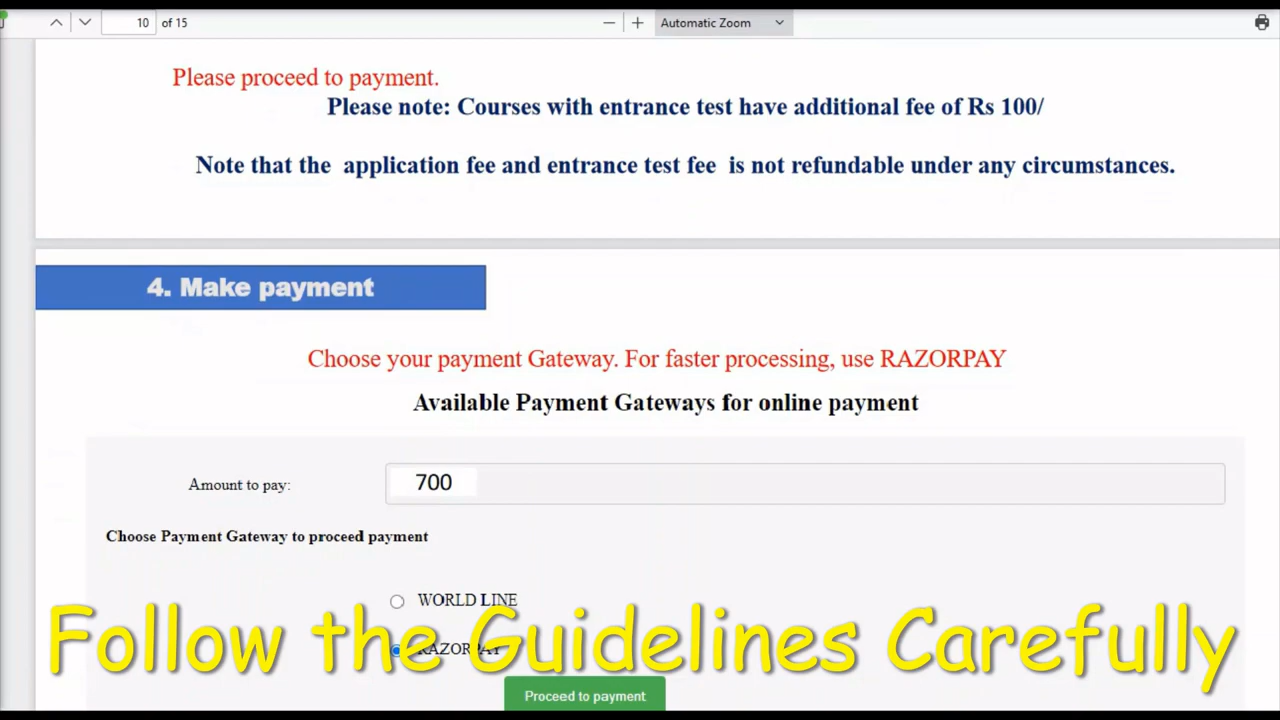 10 of 15
Automatic Zoom
Please proceed to payment.
Please note: Courses with entrance test have additional fee of Rs 100/
Note that the application fee and entrance test fee is not refundable under any circumstances.
4. Make payment
Choose your payment Gateway. For faster processing, use RAZORPAY
Available Payment Gateways for online payment
Amount to pay: 700
Choose Payment Gateway to proceed payment
WORLD LINE
RAZORPAY
Follow the Guidelines Carefully
Proceed to payment